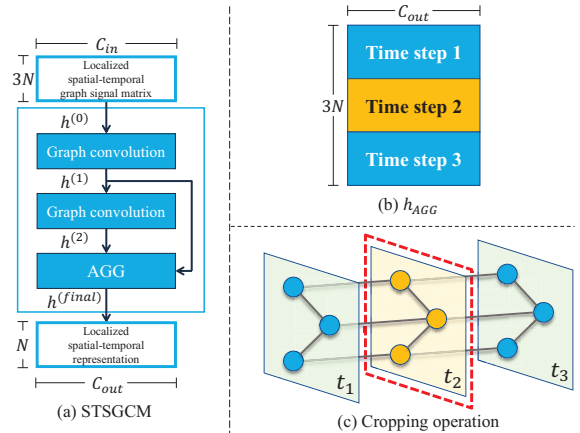 C_in
3N
Localized
spatial-temporal
graph signal matrix
h^(0)
Graph convolution
h^(1)
Graph convolution
h^(2)
AGG
h^(final)
N
Localized
spatial-temporal
representation
C_out
(a) STSGCM
C_out
3N
Time step 1
Time step 2
Time step 3
(b) h_AGG
t_1
t_2
t_3
(c) Cropping operation